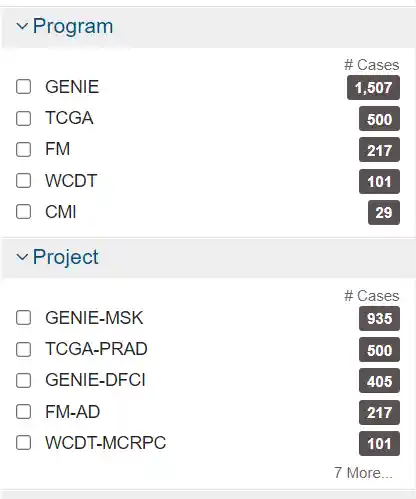 Program
# Cases
GENIE 1,507
TCGA 500
FM 217
WCDT 101
CMI 29
Project
# Cases
GENIE-MSK 935
TCGA-PRAD 500
GENIE-DFCI 405
FM-AD 217
WCDT-MCRPC 101
7 More...